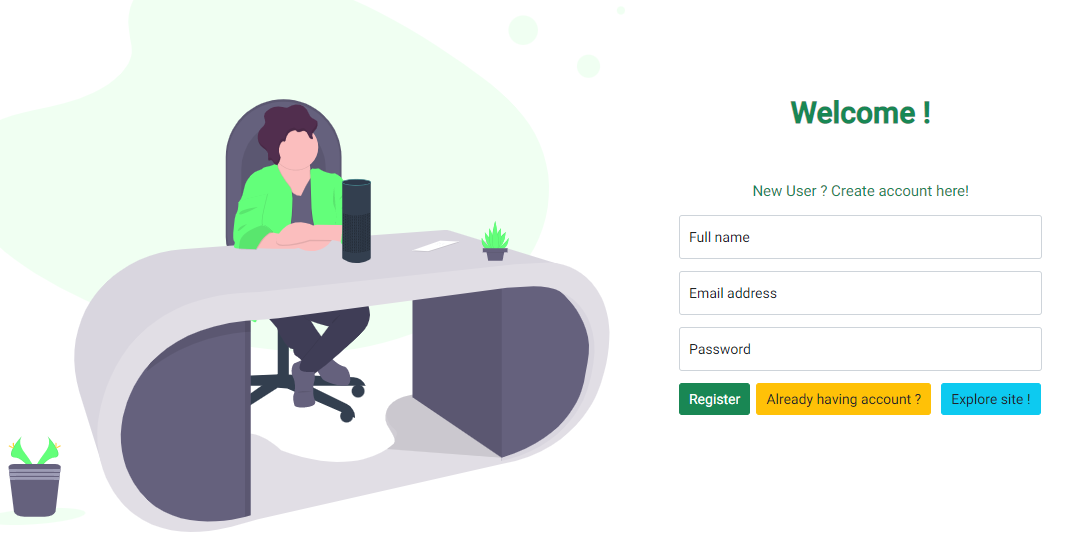 Welcome !
New User ? Create account here!
Full name
Email address
Password
Register Already having account ? Explore site !